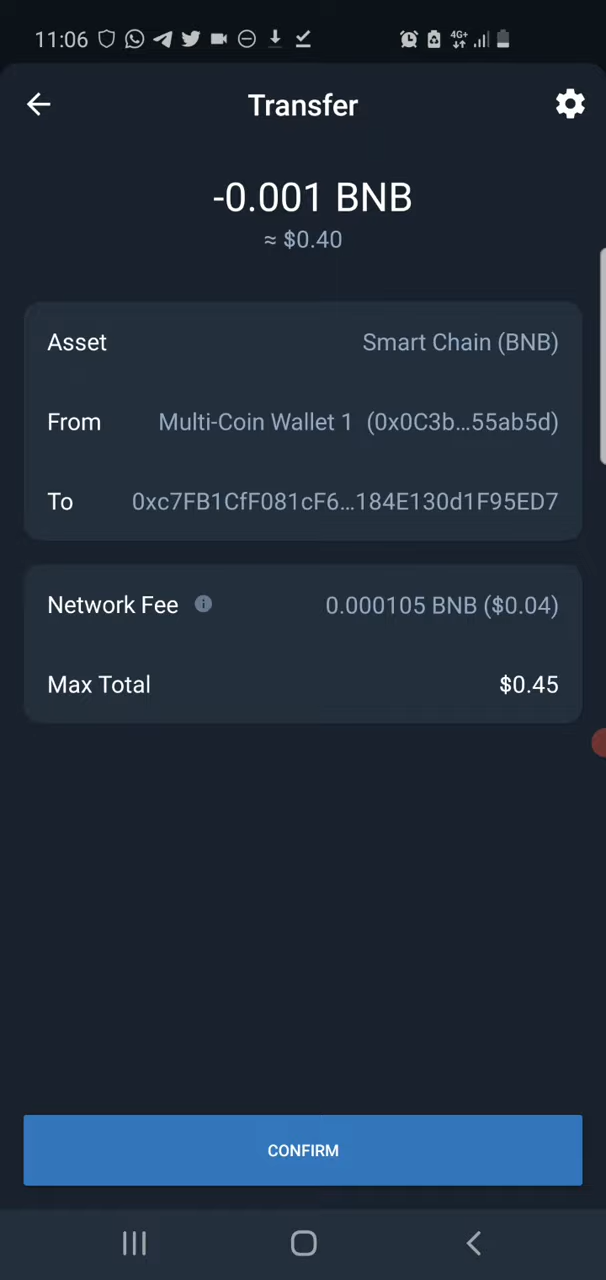 11:06 4G+
Transfer
-0.001 BNB
≈ $0.40
Asset Smart Chain (BNB)
From Multi-Coin Wallet 1 (0x0C3b...55ab5d)
To 0xc7FB1CfF081cF6...184E130d1F95ED7
Network Fee 0.000105 BNB ($0.04)
Max Total $0.45
CONFIRM